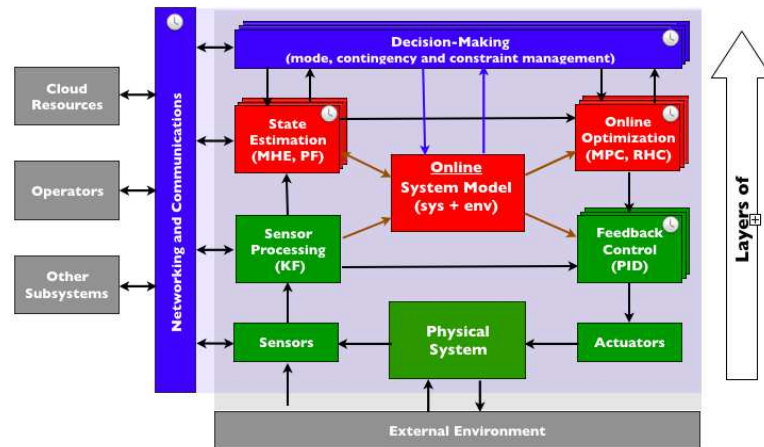 Decision-Making
(mode, contingency and constraint management)
Cloud
Resources
State
Estimation
(MHE, PF)
Online
Optimization
(MPC, RHC)
Online
System Model
(sys + env)
Operators
Networking and Communications
Layers of
Sensor
Processing
(KF)
Feedback
Control
(PID)
Other
Subsystems
Physical
System
Sensors
Actuators
External Environment